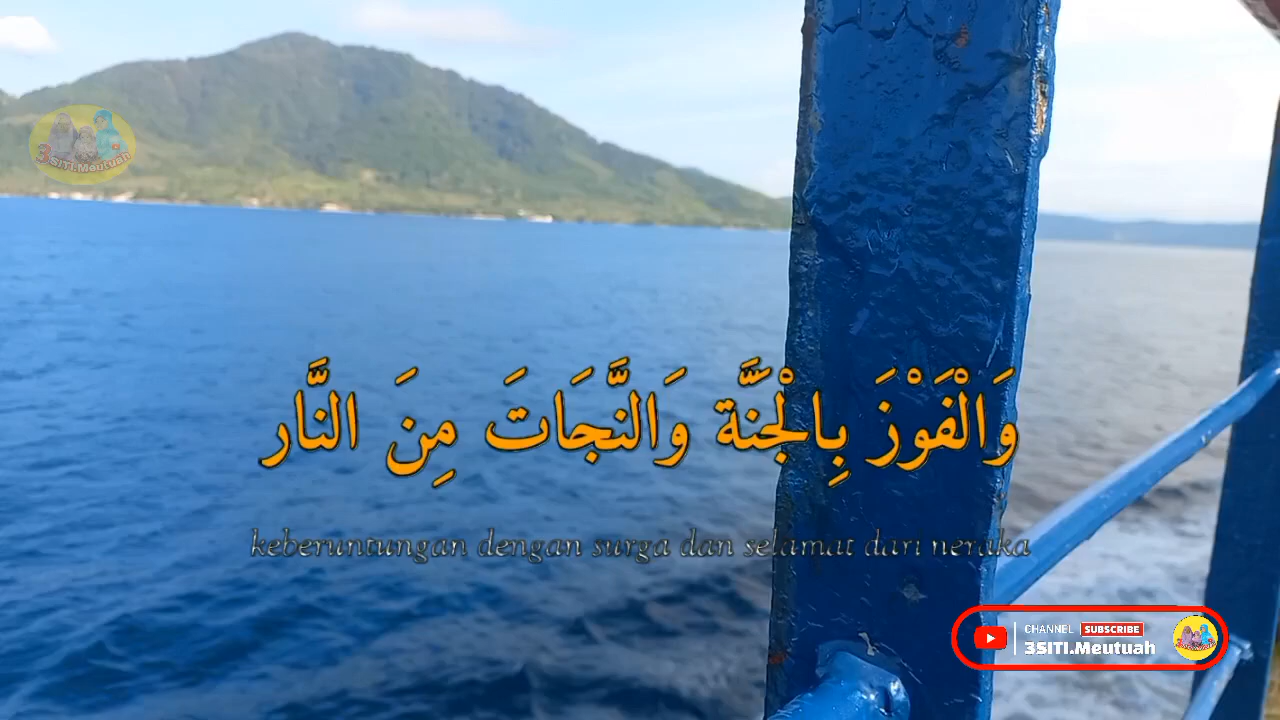 3SITI.Meutuah
وَالْفَوْزَ بِالْجَنَّة وَالنَّجَاتَ مِنَ النَّار
keberuntungan dengan surga dan selamat dari neraka
CHANNEL SUBSCRIBE
3SITI.Meutuah